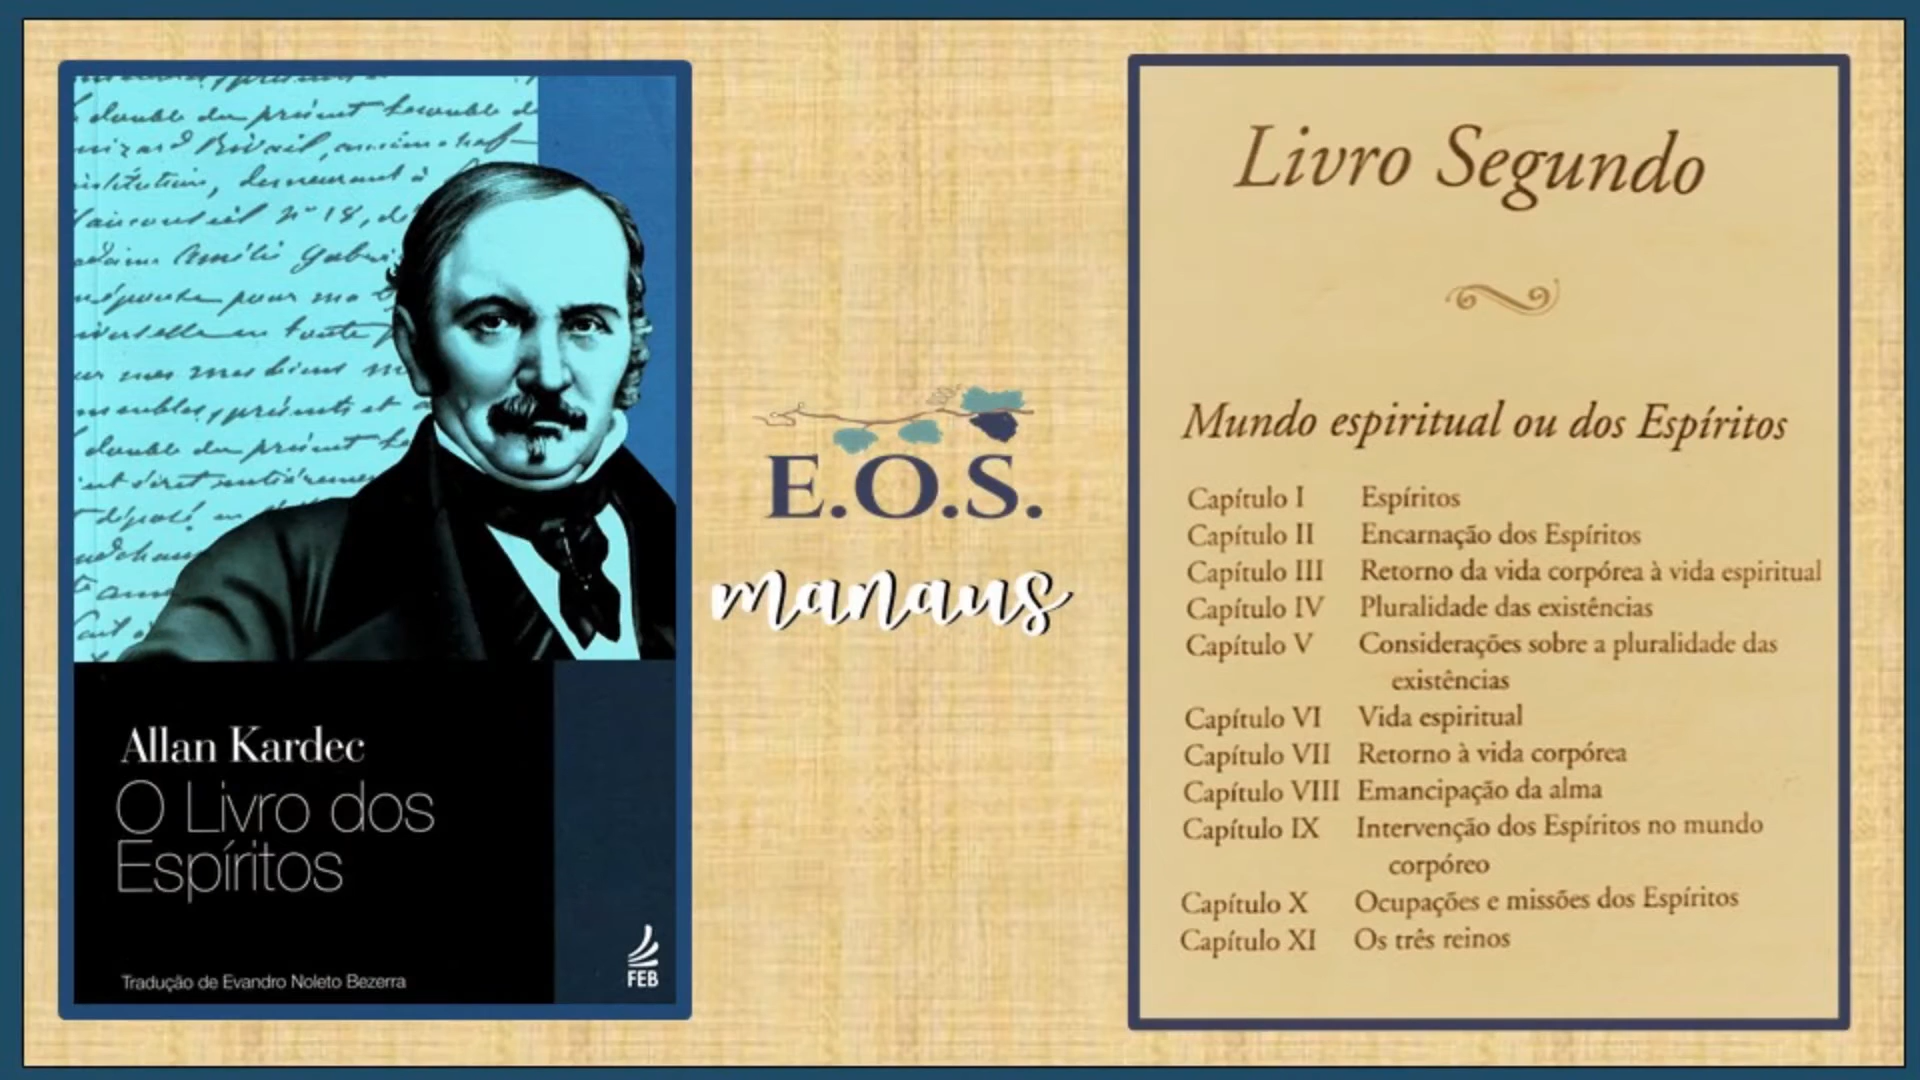 Allan Kardec
O Livro dos
Espíritos
Tradução de Evandro Noleto Bezerra
FEB
E.O.S.
manaus
Livro Segundo
Mundo espiritual ou dos Espíritos
Capítulo I Espíritos
Capítulo II Encarnação dos Espíritos
Capítulo III Retorno da vida corpórea à vida espiritual
Capítulo IV Pluralidade das existências
Capítulo V Considerações sobre a pluralidade das
existências
Capítulo VI Vida espiritual
Capítulo VII Retorno à vida corpórea
Capítulo VIII Emancipação da alma
Capítulo IX Intervenção dos Espíritos no mundo
corpóreo
Capítulo X Ocupações e missões dos Espíritos
Capítulo XI Os três reinos